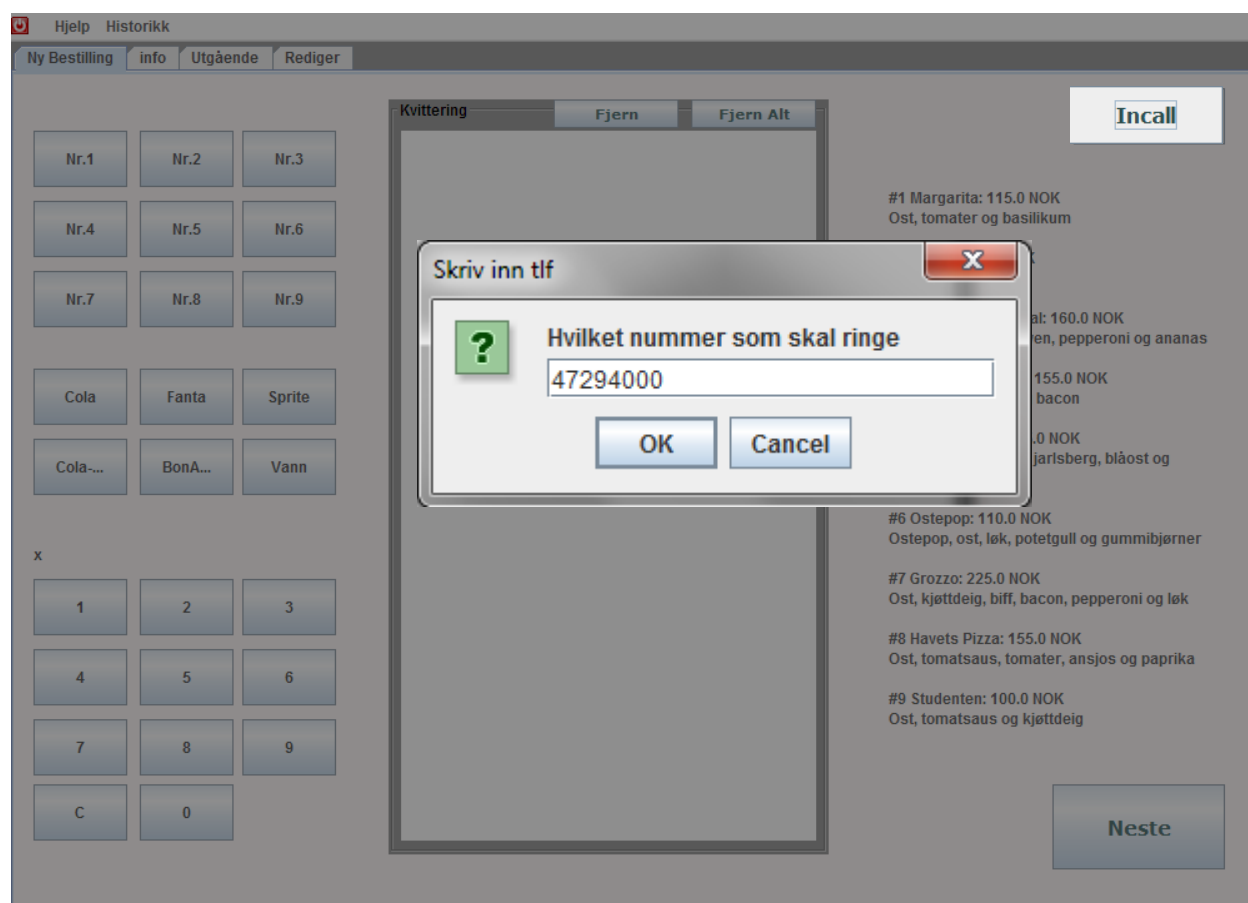 Hjelp Historikk
Ny Bestilling info Utgående Rediger
Kvittering Fjern Fjern Alt
Incall
Nr.1 Nr.2 Nr.3
Nr.4 Nr.5 Nr.6
Nr.7 Nr.8 Nr.9
Cola Fanta Sprite
Cola-... BonA... Vann
x
1 2 3
4 5 6
7 8 9
C 0
Skriv inn tlf
Hvilket nummer som skal ringe
47294000
OK Cancel
#1 Margarita: 115.0 NOK
Ost, tomater og basilikum
160.0 NOK
pepperoni og ananas
155.0 NOK
bacon
.0 NOK
jarlsberg, blåost og
#6 Ostepop: 110.0 NOK
Ostepop, ost, løk, potetgull og gummibjørner
#7 Grozzo: 225.0 NOK
Ost, kjøttdeig, biff, bacon, pepperoni og løk
#8 Havets Pizza: 155.0 NOK
Ost, tomatsaus, tomater, ansjos og paprika
#9 Studenten: 100.0 NOK
Ost, tomatsaus og kjøttdeig
Neste